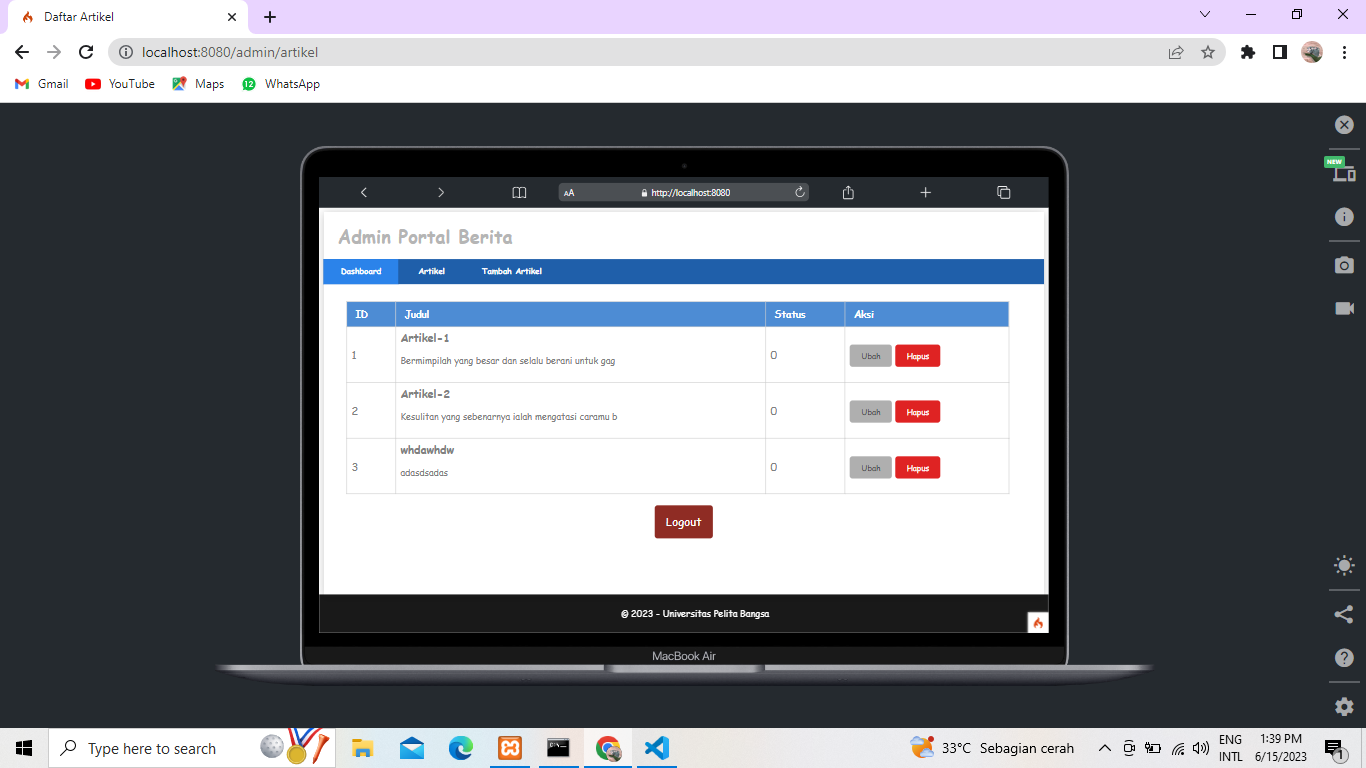 Daftar Artikel
localhost:8080/admin/artikel
Gmail YouTube Maps 12 WhatsApp
NEW
AA http://localhost:8080
Admin Portal Berita
Dashboard Artikel Tambah Artikel
ID Judul Status Aksi
Artikel-1
1 Bermimpilah yang besar dan selalu berani untuk gag 0 Ubah Hapus
Artikel-2
2 Kesulitan yang sebenarnya ialah mengatasi caramu b 0 Ubah Hapus
whdawhdw
3 adasdsadas 0 Ubah Hapus
Logout
© 2023 - Universitas Pelita Bangsa
MacBook Air
Type here to search
33°C Sebagian cerah
ENG
INTL
1:39 PM
6/15/2023
1